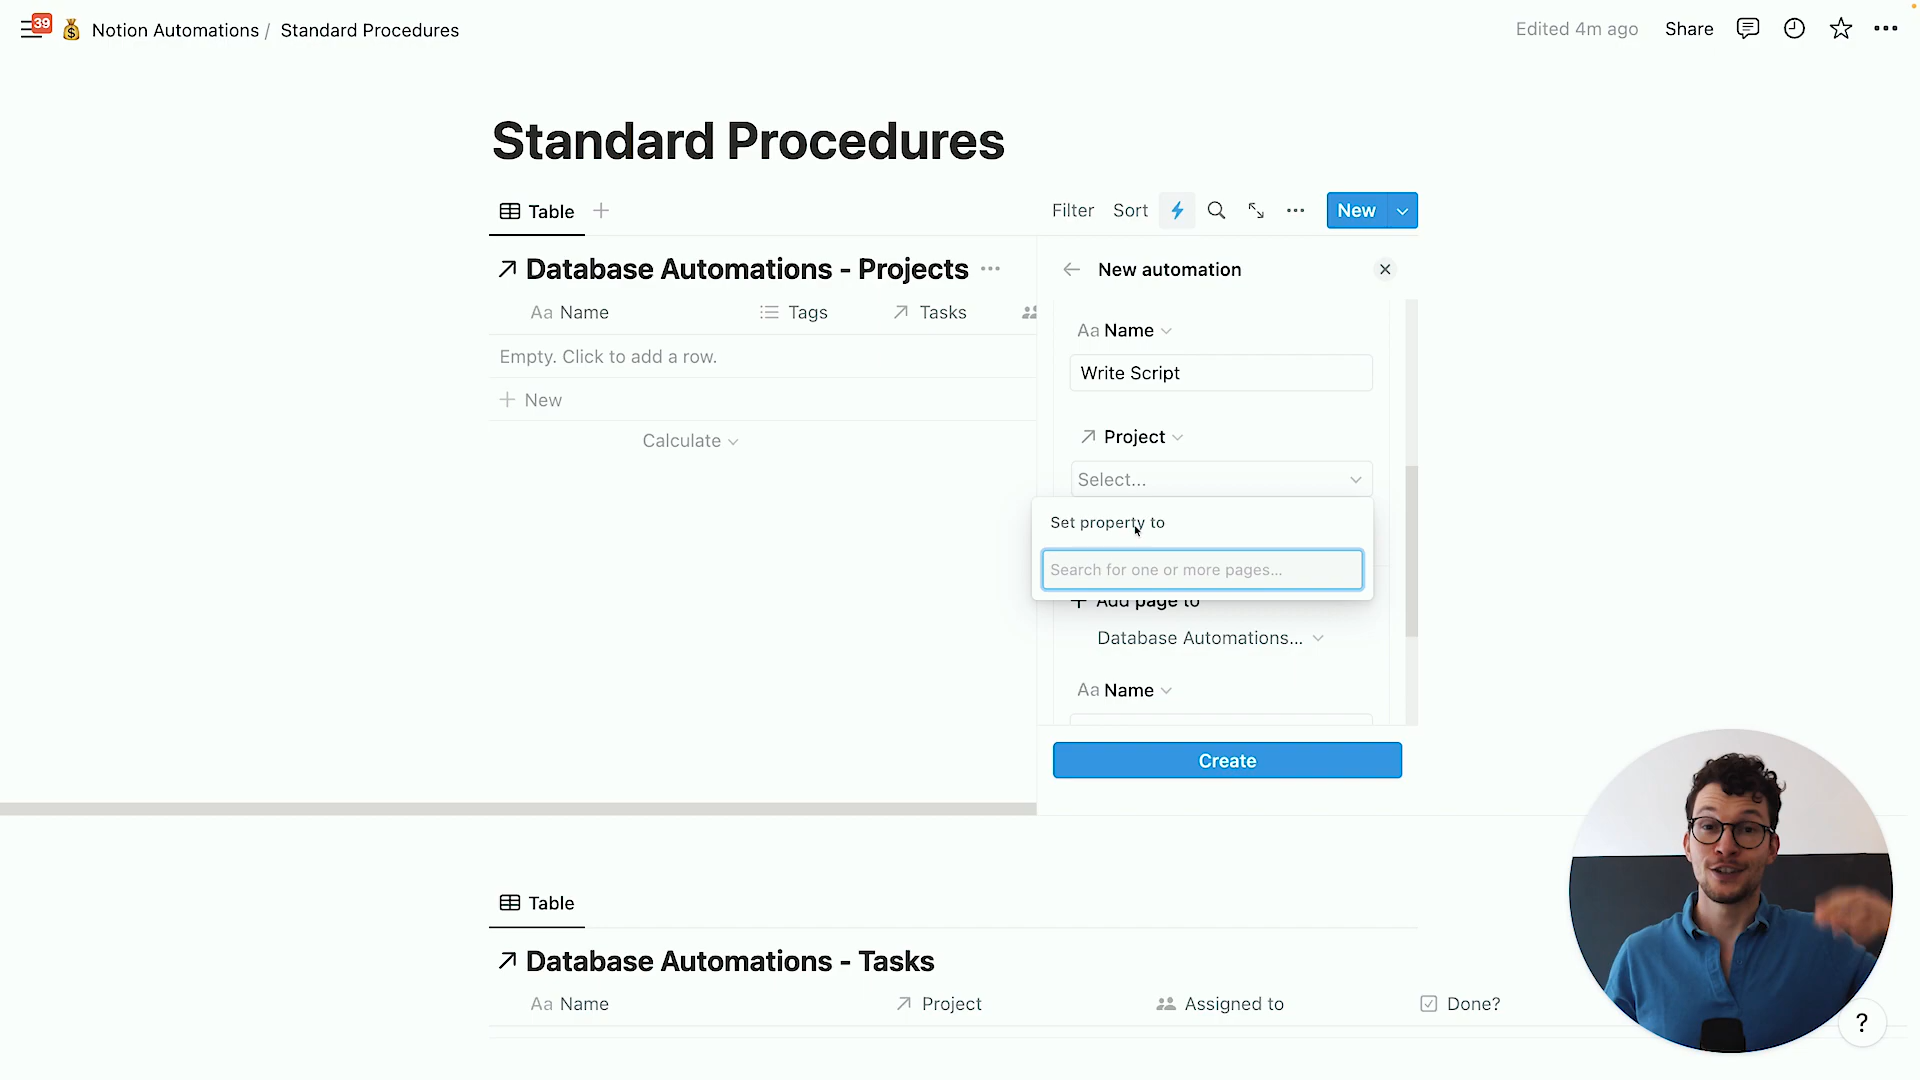 39
Notion Automations / Standard Procedures
Edited 4m ago
Share
Standard Procedures
Table
Filter
Sort
New
Database Automations - Projects
New automation
Aa Name
Tags
Tasks
Empty. Click to add a row.
New
Calculate
Aa Name
Write Script
Project
Select...
Set property to
Search for one or more pages...
Add page to
Database Automations...
Aa Name
Create
Table
Database Automations - Tasks
Aa Name
Project
Assigned to
Done?
?